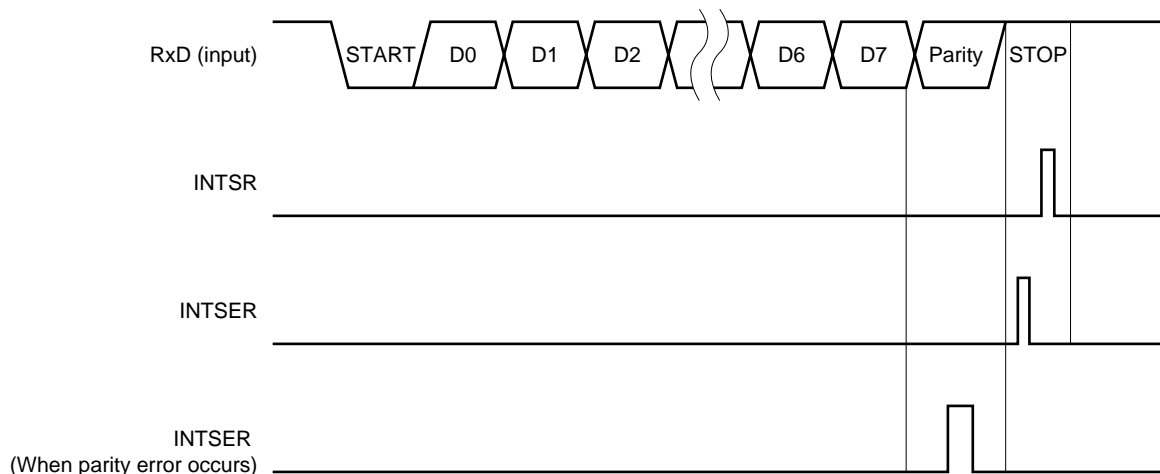 RxD (input)
START D0 D1 D2 D6 D7 Parity STOP
INTSR
INTSER
INTSER
(When parity error occurs)